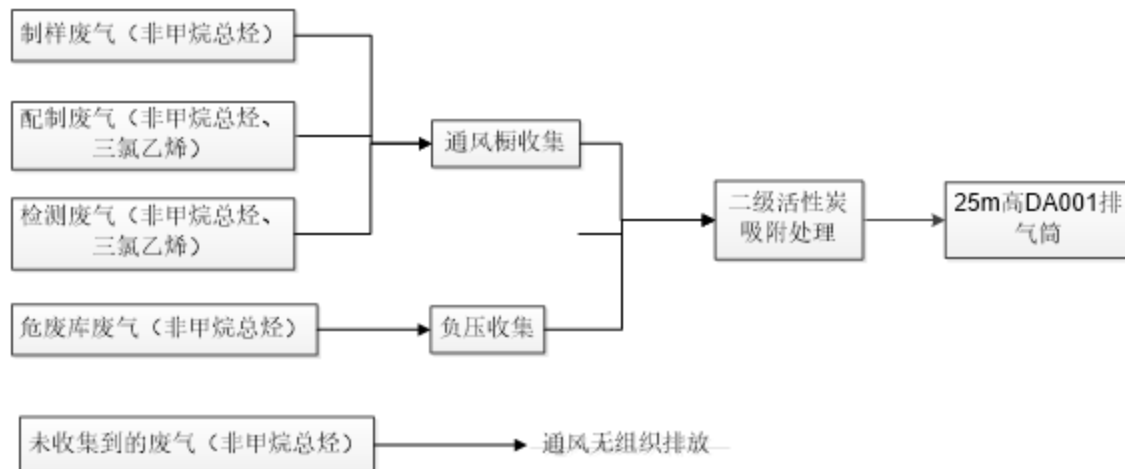 制样废气（非甲烷总烃）
配制废气（非甲烷总烃、
三氯乙烯）
检测废气（非甲烷总烃、
三氯乙烯）
危废库废气（非甲烷总烃）
通风橱收集
负压收集
二级活性炭
吸附处理
25m高DA001排
气筒
未收集到的废气（非甲烷总烃）
通风无组织排放